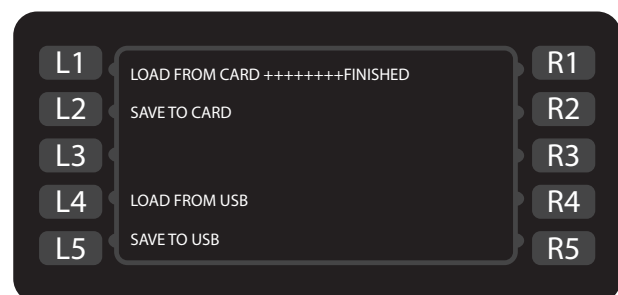 L1 LOAD FROM CARD ++++++++FINISHED R1
L2 SAVE TO CARD R2
L3 R3
L4 LOAD FROM USB R4
L5 SAVE TO USB R5